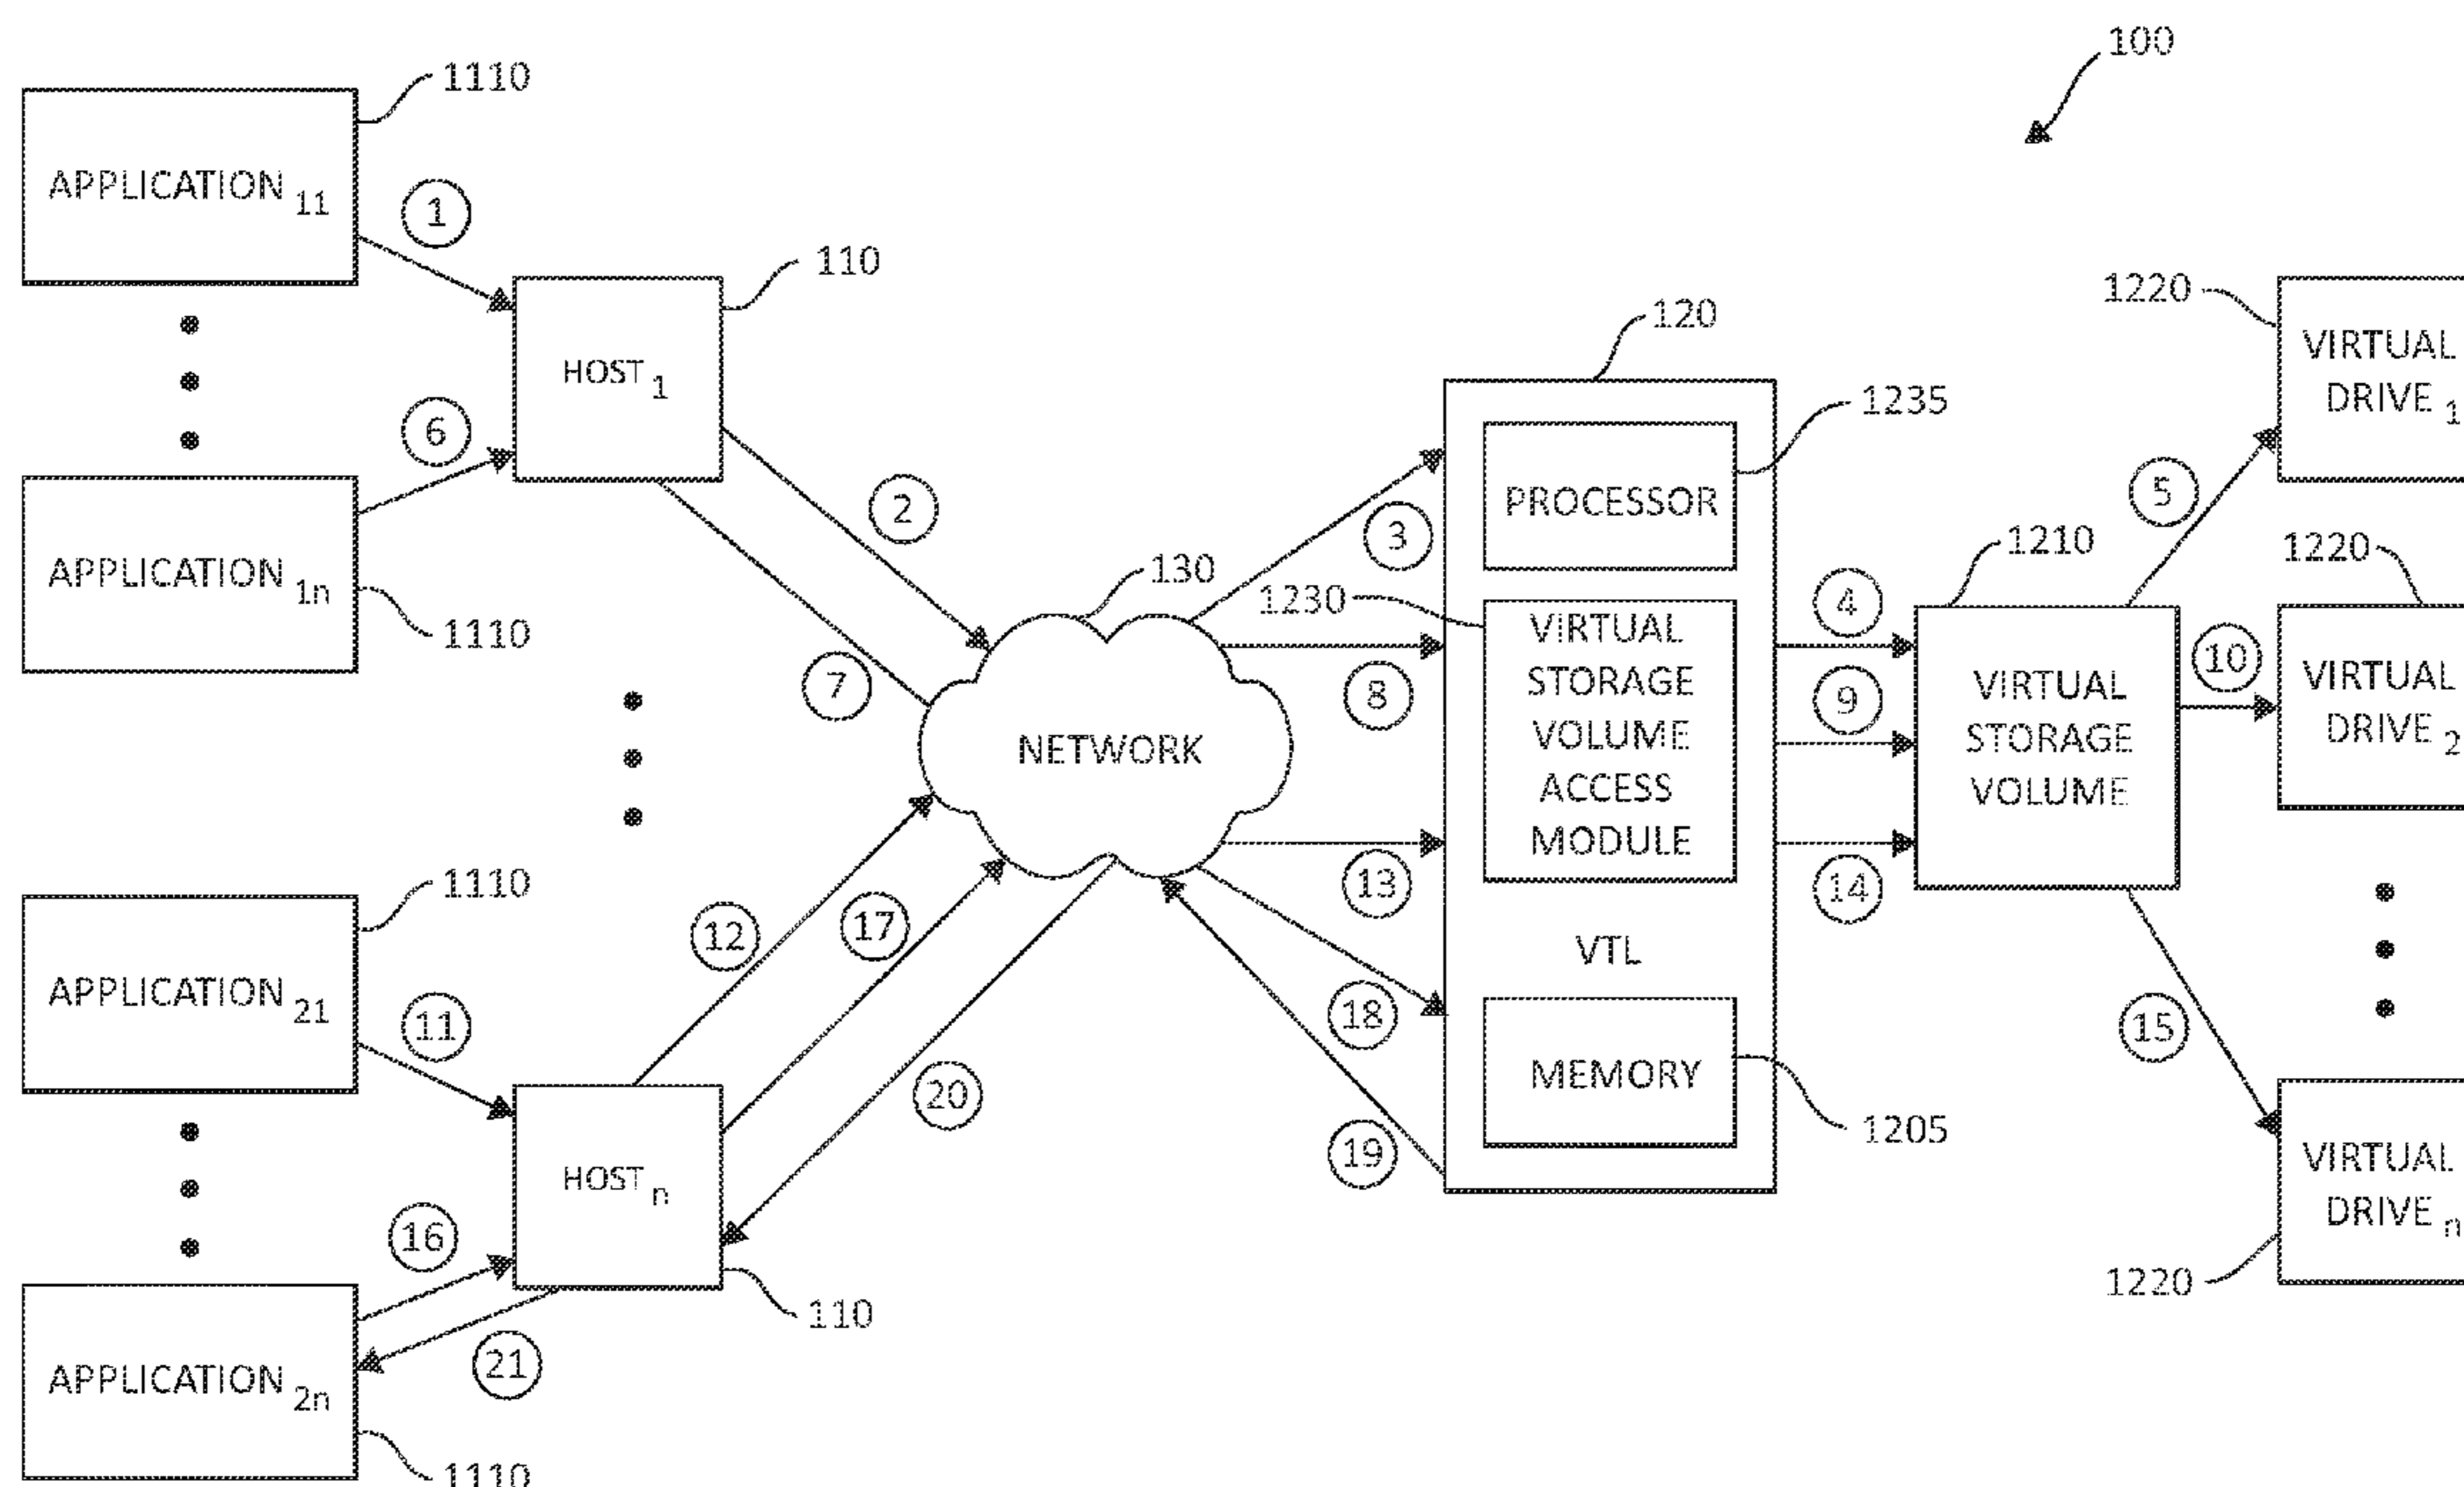 100
1110
APPLICATION 11
1
6
APPLICATION 1n
1110
110
HOST 1
2
7
1110
APPLICATION 21
11
16
21
APPLICATION 2n
1110
HOST n
110
12
17
20
130
NETWORK
3
8
13
18
19
120
1235
PROCESSOR
1230
VIRTUAL
STORAGE
VOLUME
ACCESS
MODULE
VTL
MEMORY
1205
4
9
14
1210
VIRTUAL
STORAGE
VOLUME
5
10
15
1220
VIRTUAL
DRIVE 1
1220
VIRTUAL
DRIVE 2
VIRTUAL
DRIVE n
1220